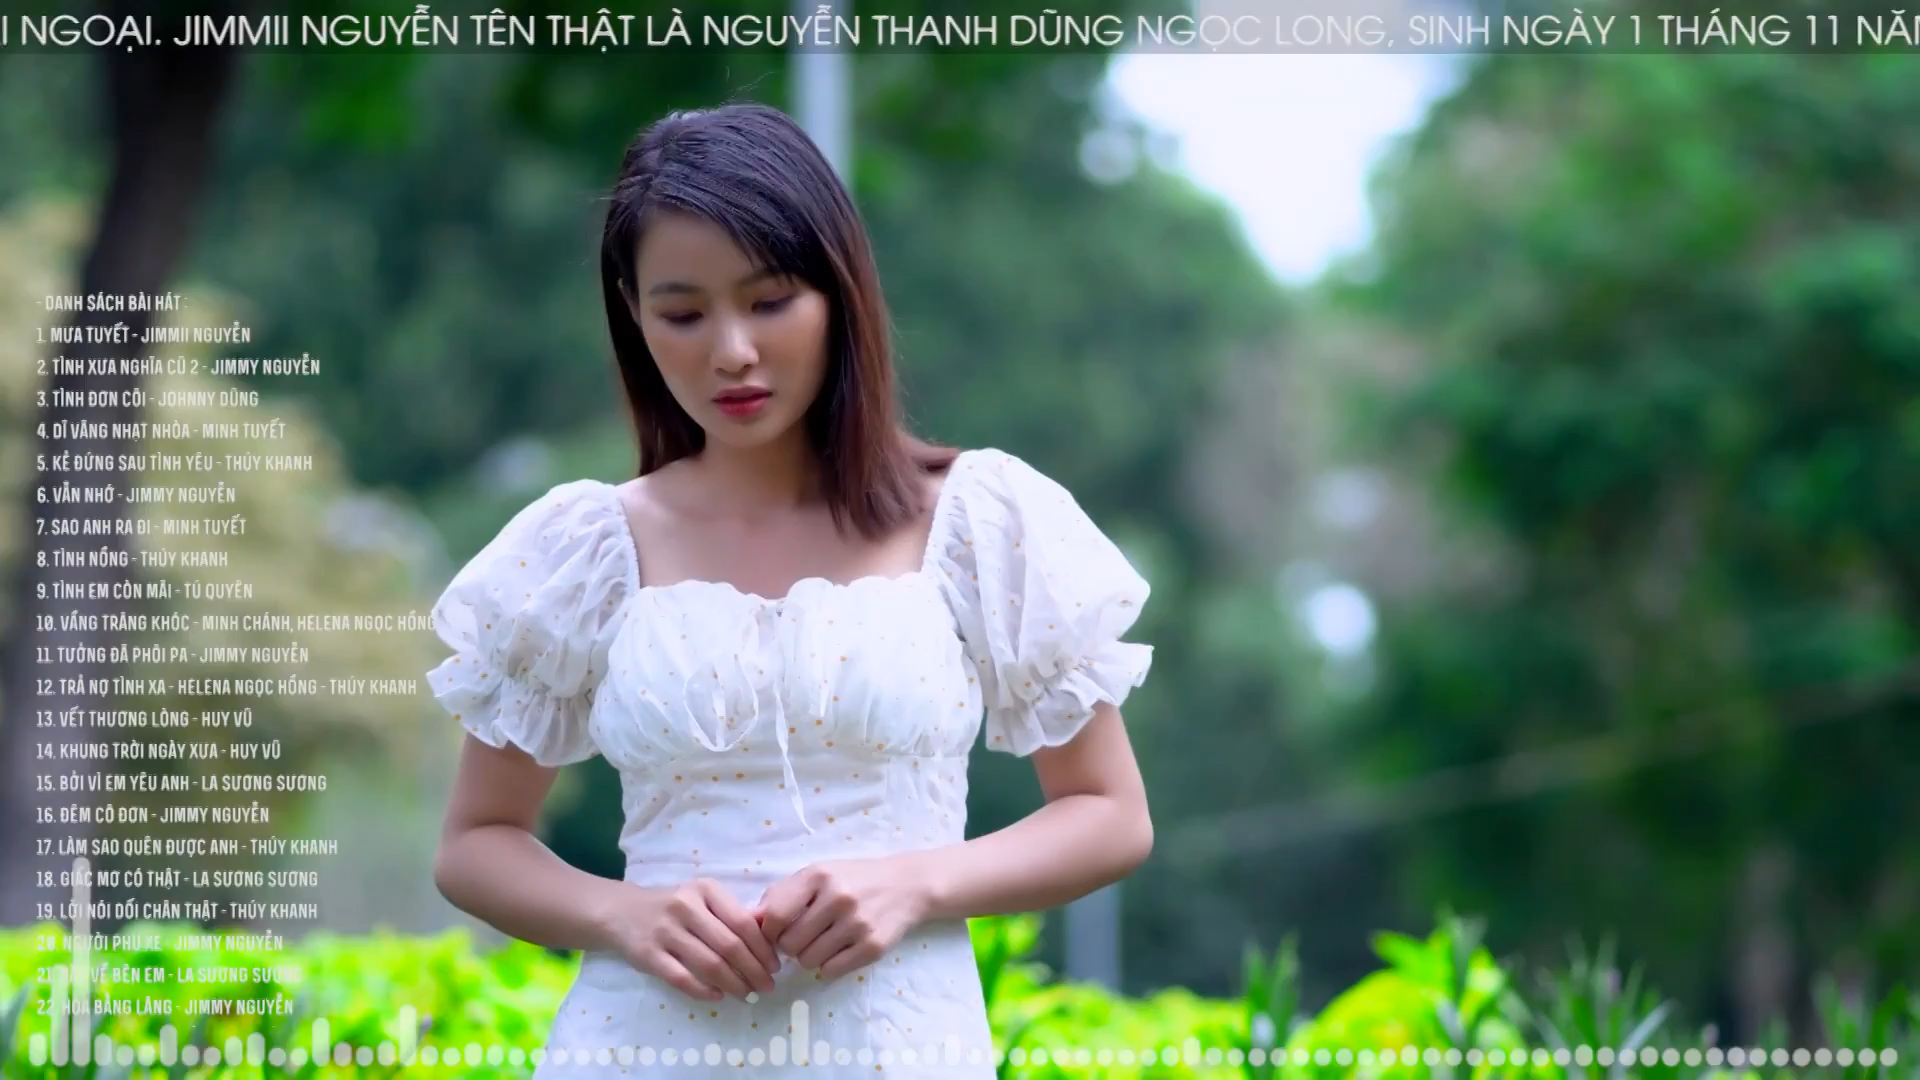 I NGOẠI. JIMMII NGUYỄN TÊN THẬT LÀ NGUYỄN THANH DŨNG NGỌC LONG, SINH NGÀY 1 THÁNG 11 NĂM
- DANH SÁCH BÀI HÁT :
1. MƯA TUYẾT - JIMMII NGUYỄN
2. TÌNH XƯA NGHĨA CŨ 2 - JIMMY NGUYỄN
3. TÌNH ĐƠN CÔI - JOHNNY DŨNG
4. DĨ VÃNG NHẠT NHÒA - MINH TUYẾT
5. KẺ ĐỨNG SAU TÌNH YÊU - THÚY KHANH
6. VẪN NHỚ - JIMMY NGUYỄN
7. SAO ANH RA ĐI - MINH TUYẾT
8. TÌNH NỒNG - THÚY KHANH
9. TÌNH EM CÒN MÃI - TÚ QUYÊN
10. VẦNG TRĂNG KHÓC - MINH CHÁNH, HELENA NGỌC HỒNG
11. TƯỞNG ĐÃ PHÔI PA - JIMMY NGUYỄN
12. TRẢ NỢ TÌNH XA - HELENA NGỌC HỒNG - THÚY KHANH
13. VẾT THƯƠNG LÒNG - HUY VŨ
14. KHUNG TRỜI NGÀY XƯA - HUY VŨ
15. BỞI VÌ EM YÊU ANH - LA SƯƠNG SƯƠNG
16. ĐÊM CÔ ĐƠN - JIMMY NGUYỄN
17. LÀM SAO QUÊN ĐƯỢC ANH - THÚY KHANH
18. GIẤC MƠ CÓ THẬT - LA SƯƠNG SƯƠNG
19. LỜI NÓI DỐI CHÂN THẬT - THÚY KHANH
20. NGƯỜI PHU XE - JIMMY NGUYỄN
21. VỀ BÊN EM - LA SƯƠNG SƯƠNG
22. HOA BẰNG LĂNG - JIMMY NGUYỄN